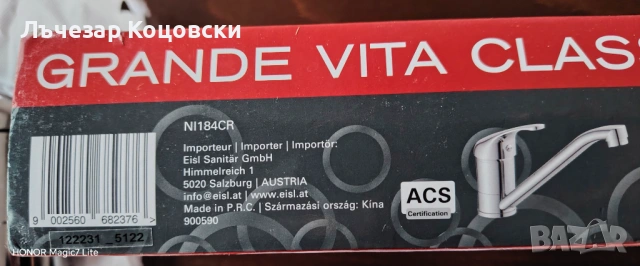 Лъчезар Коцовски
GRANDE VITA CLASS
NI184CR
Importeur | Importer | Importőr:
Eisl Sanitär GmbH
Himmelreich 1
5020 Salzburg | AUSTRIA
info@eisl.at | www.eisl.at
Made in P.R.C. | Származási ország: Kína
900590
ACS
Certification
9 002560 682376 >
122231 5122
HONOR Magic7 Lite
BAZAR